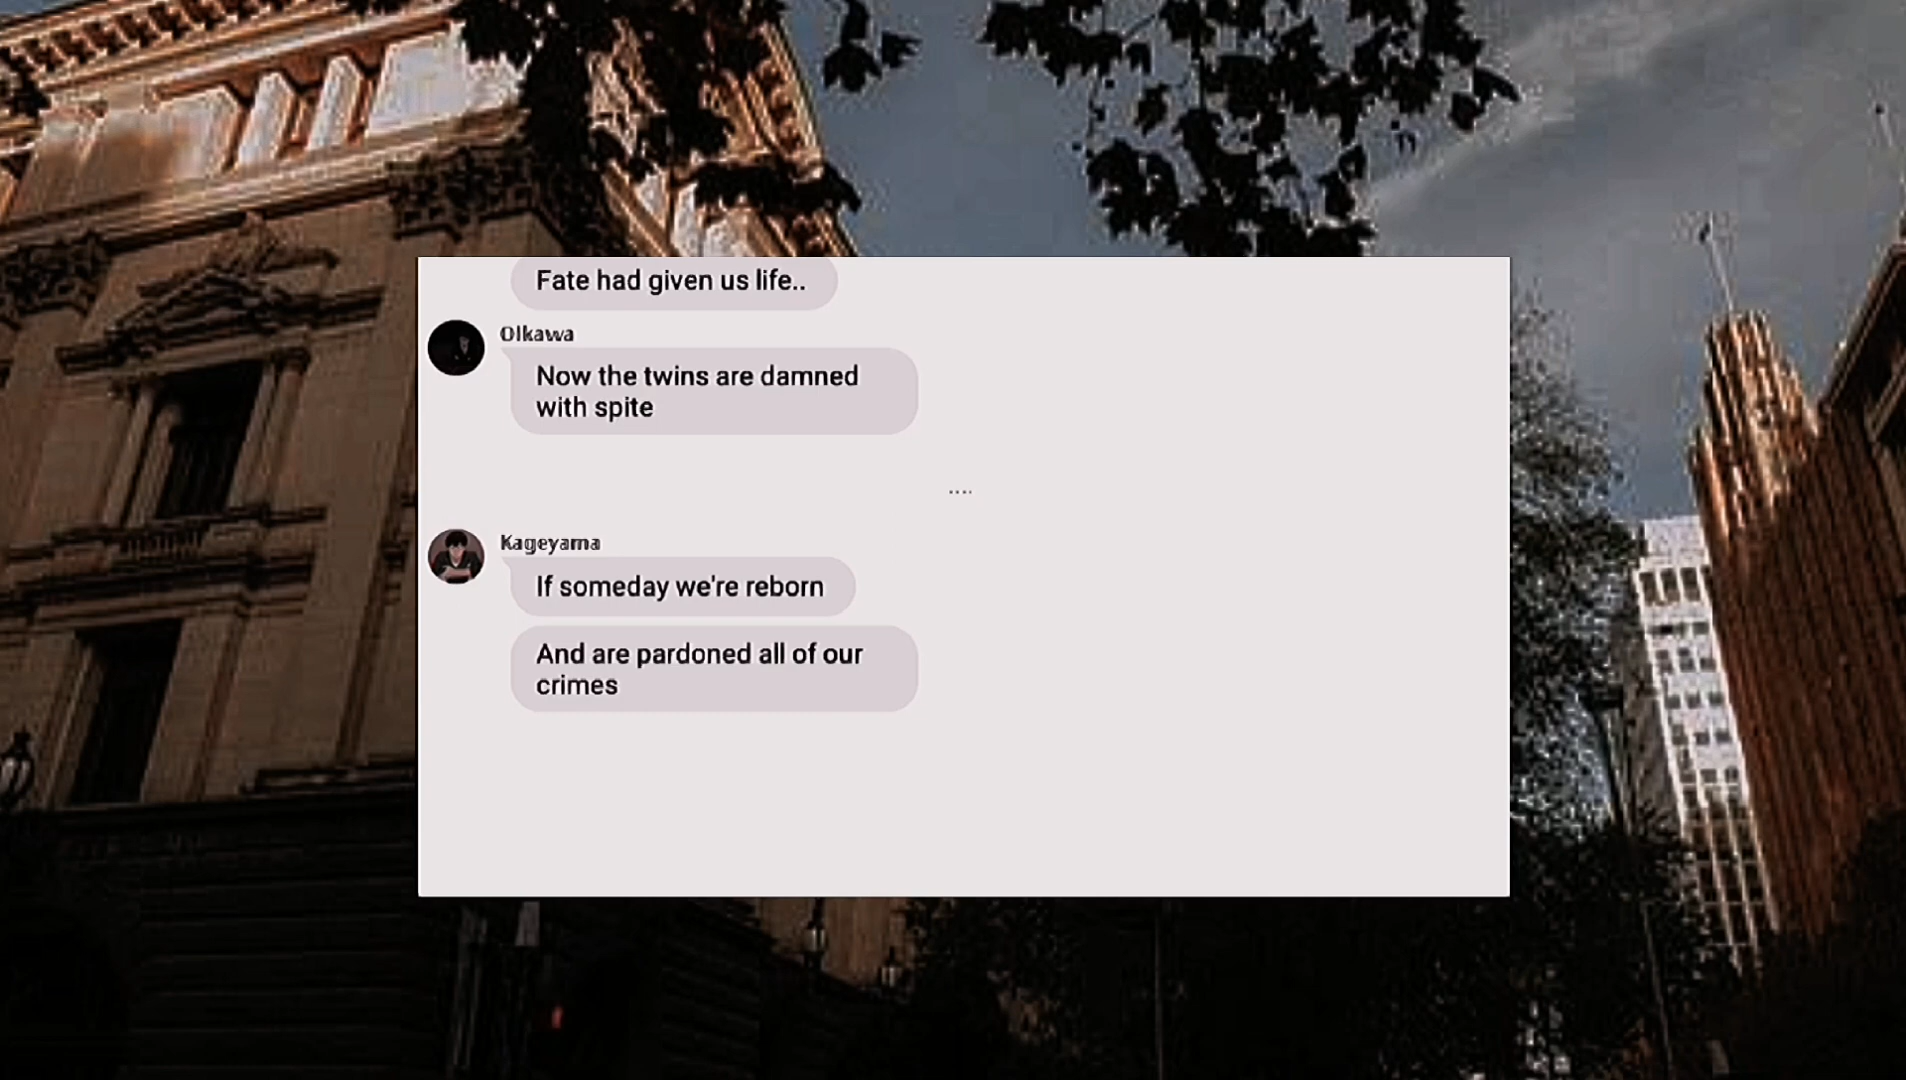 Fate had given us life..
OIkawa
Now the twins are damned
with spite
....
Kageyama
If someday we're reborn
And are pardoned all of our
crimes